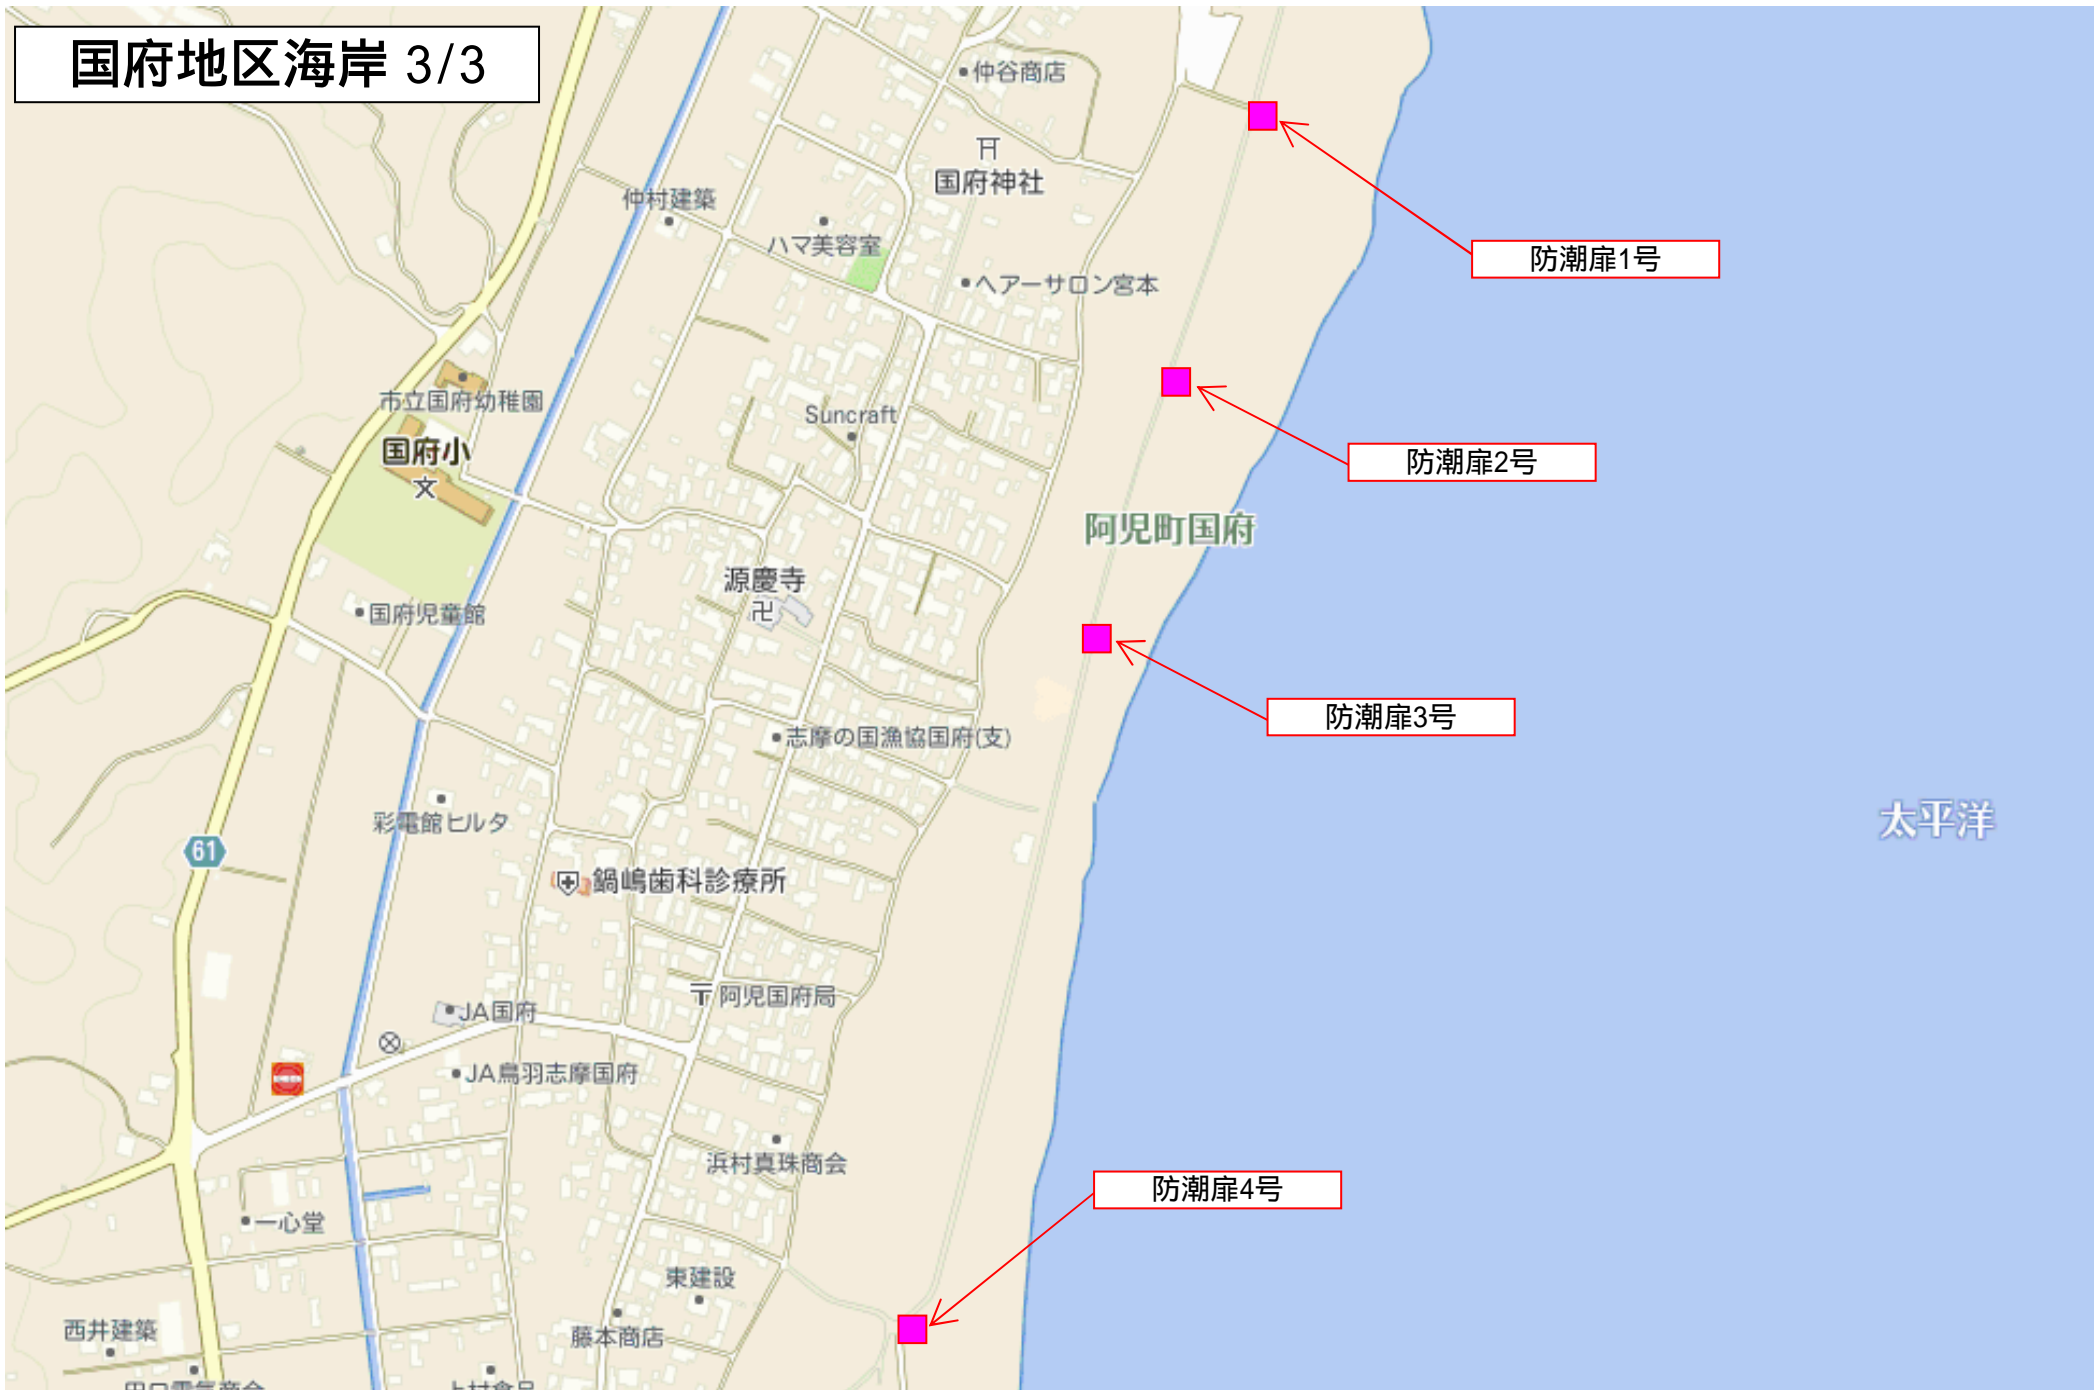 国府地区海岸 3/3
仲谷商店
国府神社
仲村建築
ハマ美容室
ヘアーサロン宮本
防潮扉1号
市立国府幼稚園
Suncraft
国府小
防潮扉2号
阿児町国府
源慶寺
国府児童館
防潮扉3号
志摩の国漁協国府(支)
彩電館ヒルタ
太平洋
61
鍋嶋歯科診療所
阿児国府局
JA国府
JA鳥羽志摩国府
浜村真珠商会
防潮扉4号
一心堂
東建設
西井建築
藤本商店